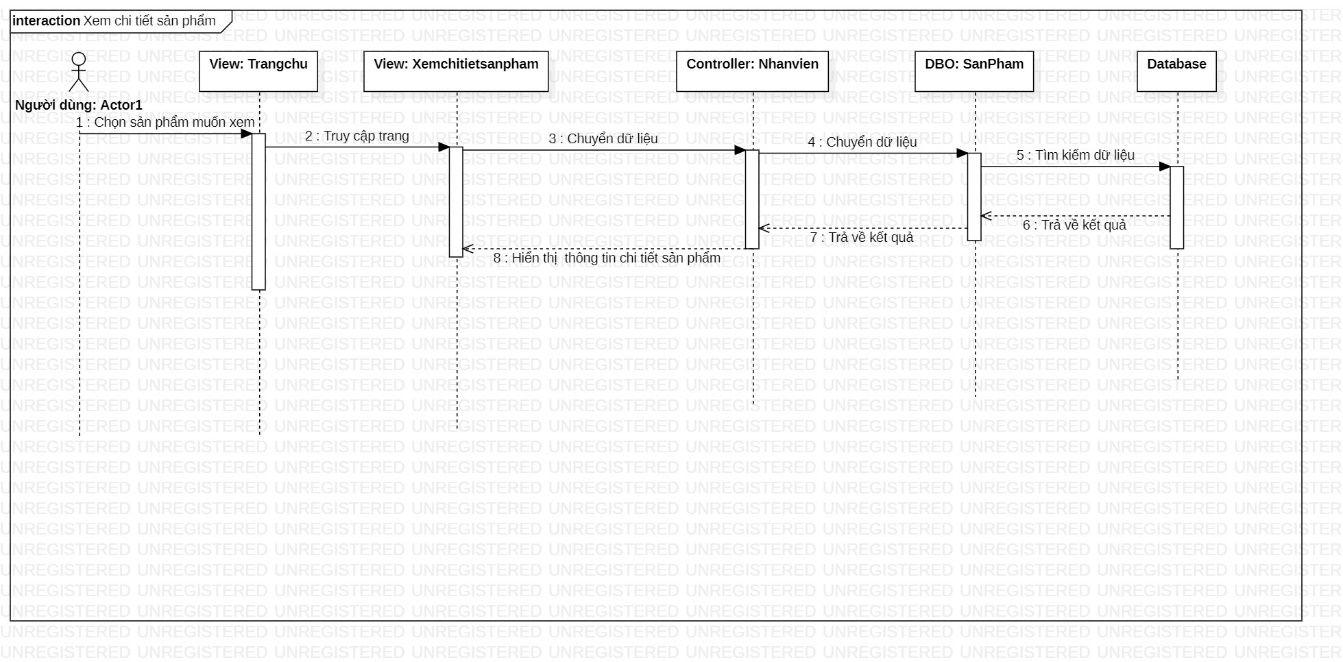 interaction Xem chi tiết sản phẩm
View: Trangchu
View: Xemchitietsanpham
Controller: Nhanvien
DBO: SanPham
Database
Người dùng: Actor1
1 : Chọn sản phẩm muốn xem
2 : Truy cập trang
3 : Chuyển dữ liệu
4 : Chuyển dữ liệu
5 : Tìm kiếm dữ liệu
6 : Trả về kết quả
7 : Trả về kết quả
8 : Hiển thị  thông tin chi tiết sản phẩm
UNREGISTERED